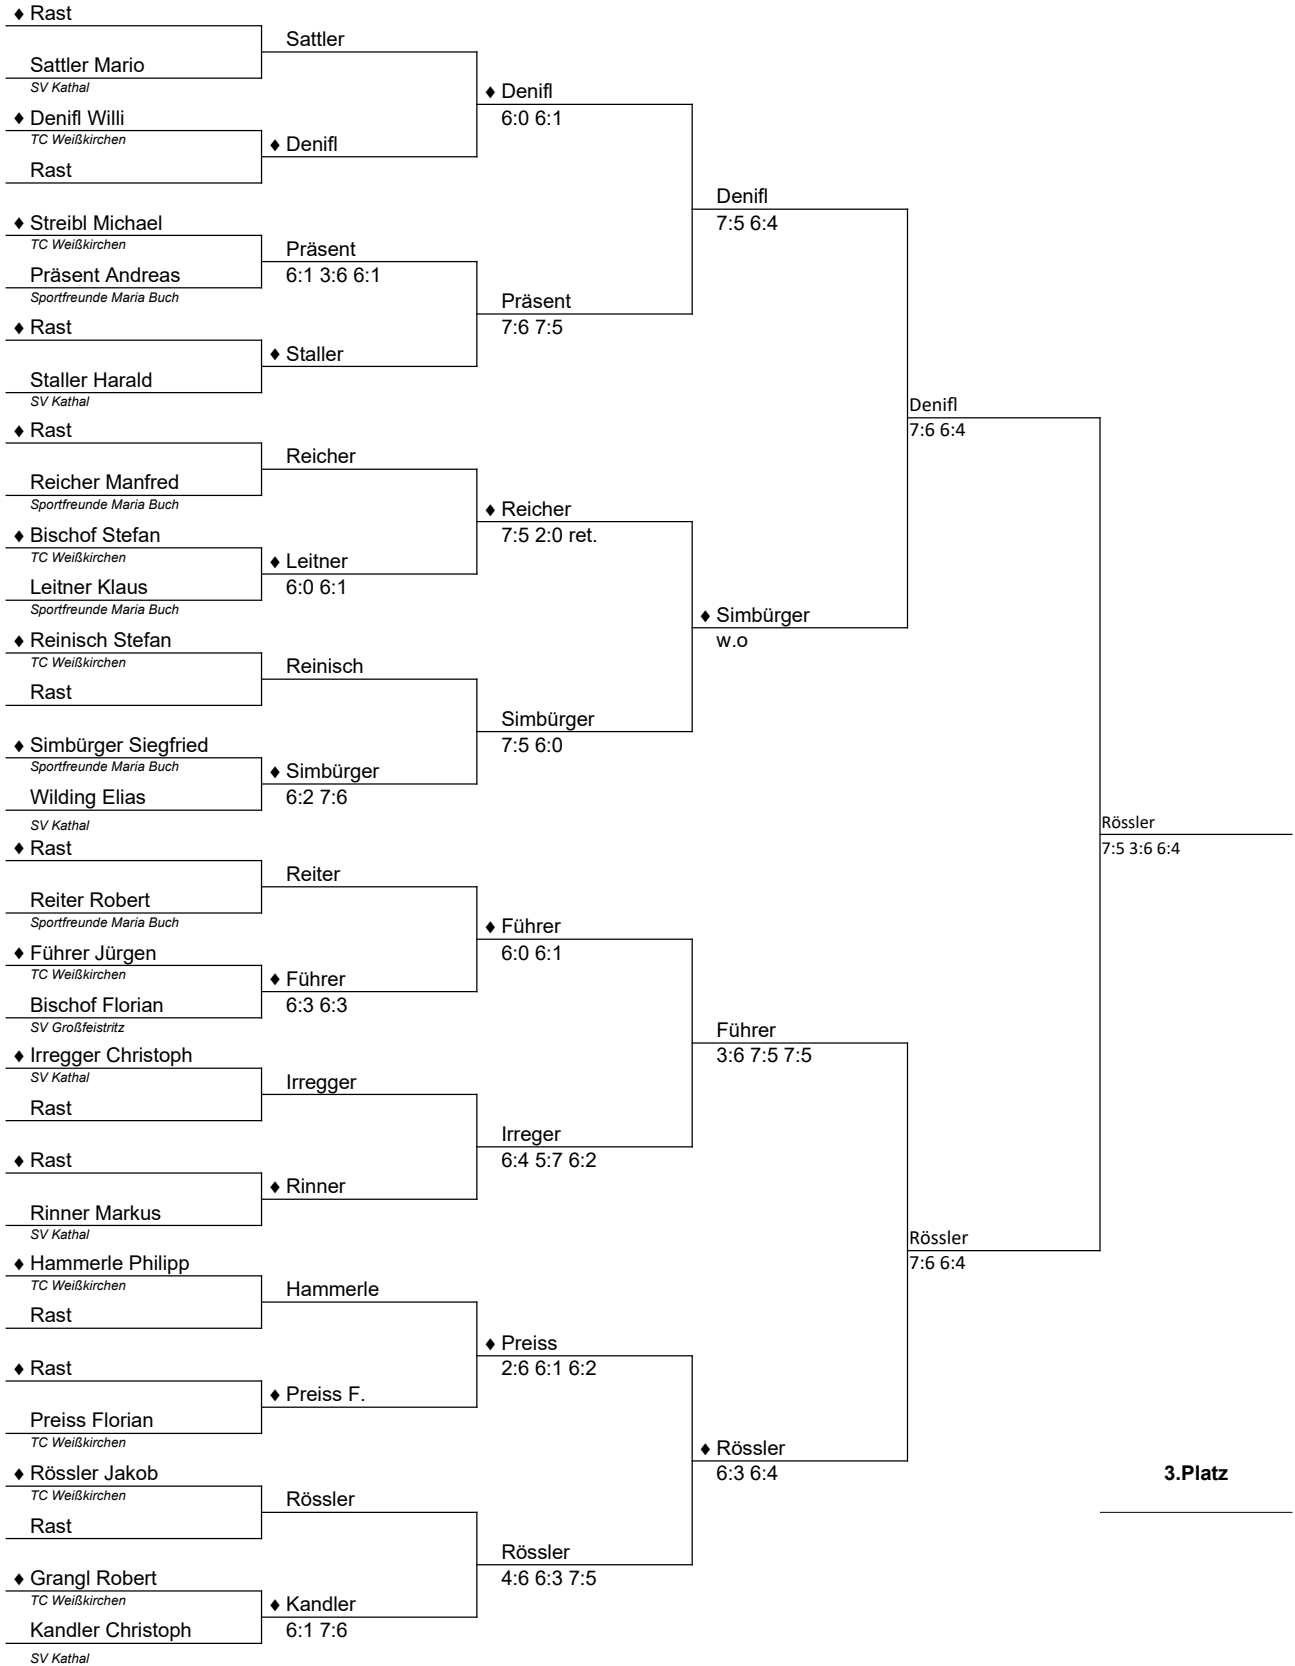 ♦ Rast
Sattler
Sattler Mario
SV Kathal
♦ Denifl
6:0 6:1
♦ Denifl Willi
TC Weißkirchen
♦ Denifl
Rast
Denifl
7:5 6:4
♦ Streibl Michael
TC Weißkirchen
Präsent
6:1 3:6 6:1
Präsent Andreas
Sportfreunde Maria Buch
Präsent
7:6 7:5
♦ Rast
♦ Staller
Staller Harald
SV Kathal
Denifl
7:6 6:4
♦ Rast
Reicher
Reicher Manfred
Sportfreunde Maria Buch
♦ Reicher
7:5 2:0 ret.
♦ Bischof Stefan
TC Weißkirchen
♦ Leitner
6:0 6:1
Leitner Klaus
Sportfreunde Maria Buch
♦ Simbürger
w.o
♦ Reinisch Stefan
TC Weißkirchen
Reinisch
Rast
Simbürger
7:5 6:0
♦ Simbürger Siegfried
Sportfreunde Maria Buch
♦ Simbürger
6:2 7:6
Wilding Elias
SV Kathal
Rössler
7:5 3:6 6:4
♦ Rast
Reiter
Reiter Robert
Sportfreunde Maria Buch
♦ Führer
6:0 6:1
♦ Führer Jürgen
TC Weißkirchen
♦ Führer
6:3 6:3
Bischof Florian
SV Großfeistritz
Führer
3:6 7:5 7:5
♦ Irregger Christoph
SV Kathal
Irregger
Rast
Irreger
6:4 5:7 6:2
♦ Rast
♦ Rinner
Rinner Markus
SV Kathal
Rössler
7:6 6:4
♦ Hammerle Philipp
TC Weißkirchen
Hammerle
Rast
♦ Preiss
2:6 6:1 6:2
♦ Rast
♦ Preiss F.
Preiss Florian
TC Weißkirchen
♦ Rössler
6:3 6:4
3.Platz
♦ Rössler Jakob
TC Weißkirchen
Rössler
Rast
Rössler
4:6 6:3 7:5
♦ Grangl Robert
TC Weißkirchen
♦ Kandler
6:1 7:6
Kandler Christoph
SV Kathal